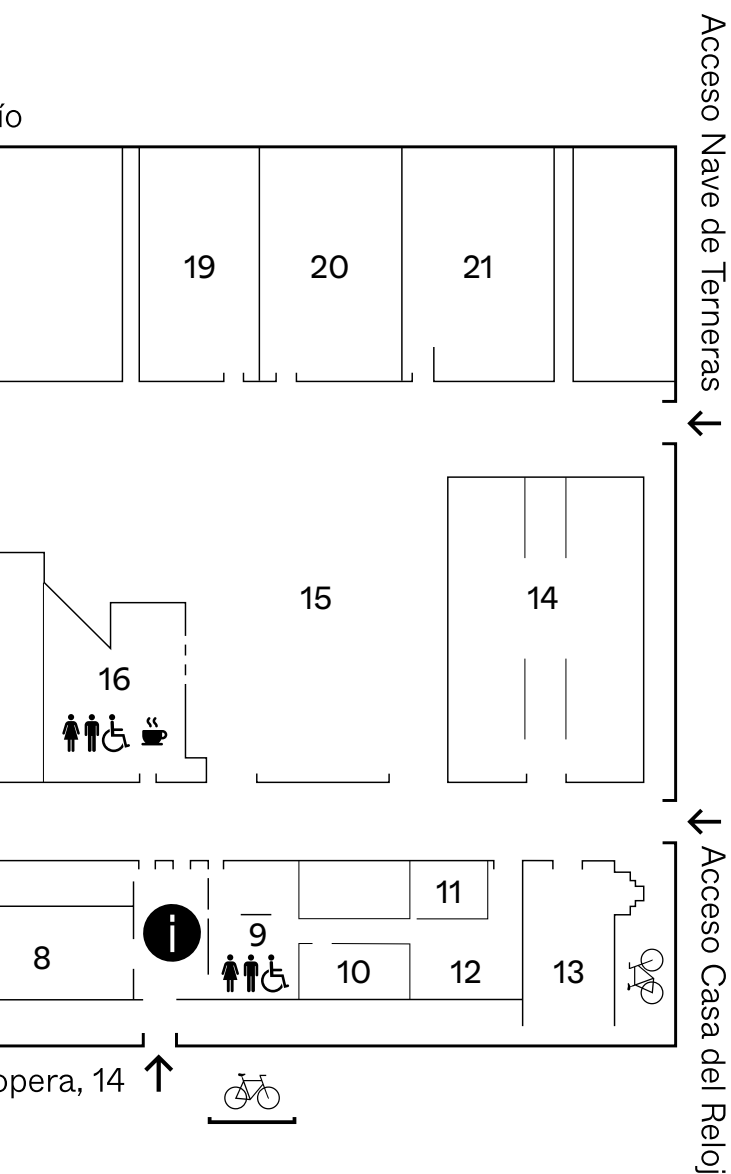 ío
Acceso Nave de Terneras
19
20
21
15
14
16
11
9
8
i
10
12
13
Acceso Casa del Reloj
opera, 14